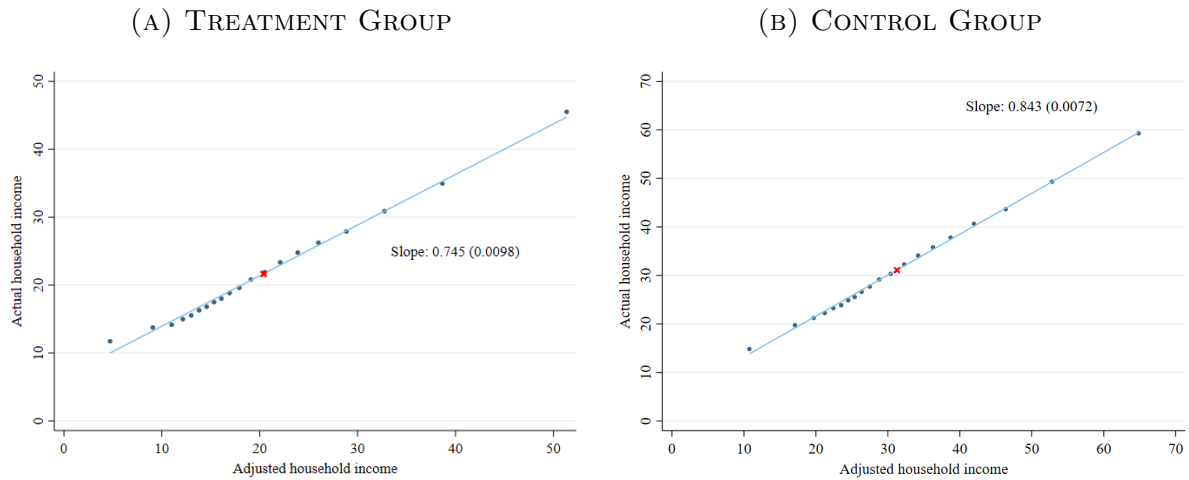 (A) Treatment Group
50
40
30
20
10
0
Actual household income
Slope: 0.745 (0.0098)
0 10 20 30 40 50
Adjusted household income
(B) Control Group
70
60
50
40
30
20
10
0
Actual household income
Slope: 0.843 (0.0072)
0 10 20 30 40 50 60 70
Adjusted household income